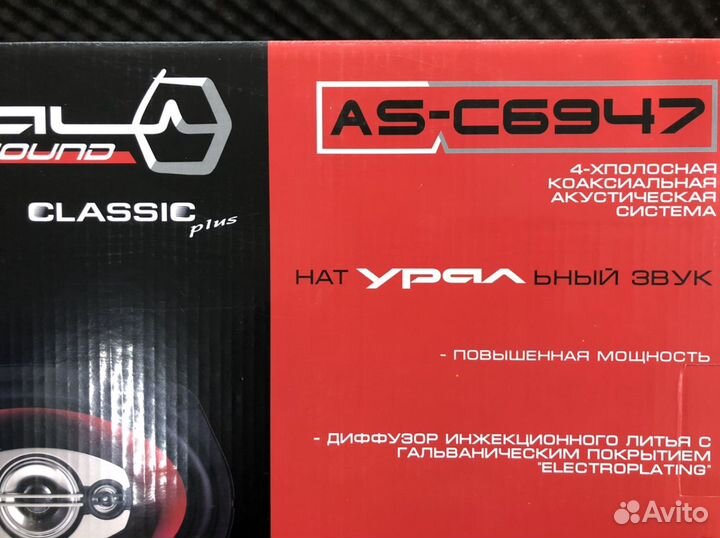 SOUND
CLASSIC
plus
AS-C6947
4-ХПОЛОСНАЯ
КОАКСИАЛЬНАЯ
АКУСТИЧЕСКАЯ
СИСТЕМА
НАТ УРАЛ ЬНЫЙ ЗВУК
- ПОВЫШЕННАЯ МОЩНОСТЬ
- ДИФФУЗОР ИНЖЕКЦИОННОГО ЛИТЬЯ С
ГАЛЬВАНИЧЕСКИМ ПОКРЫТИЕМ
"ELECTROPLATING"
Avito